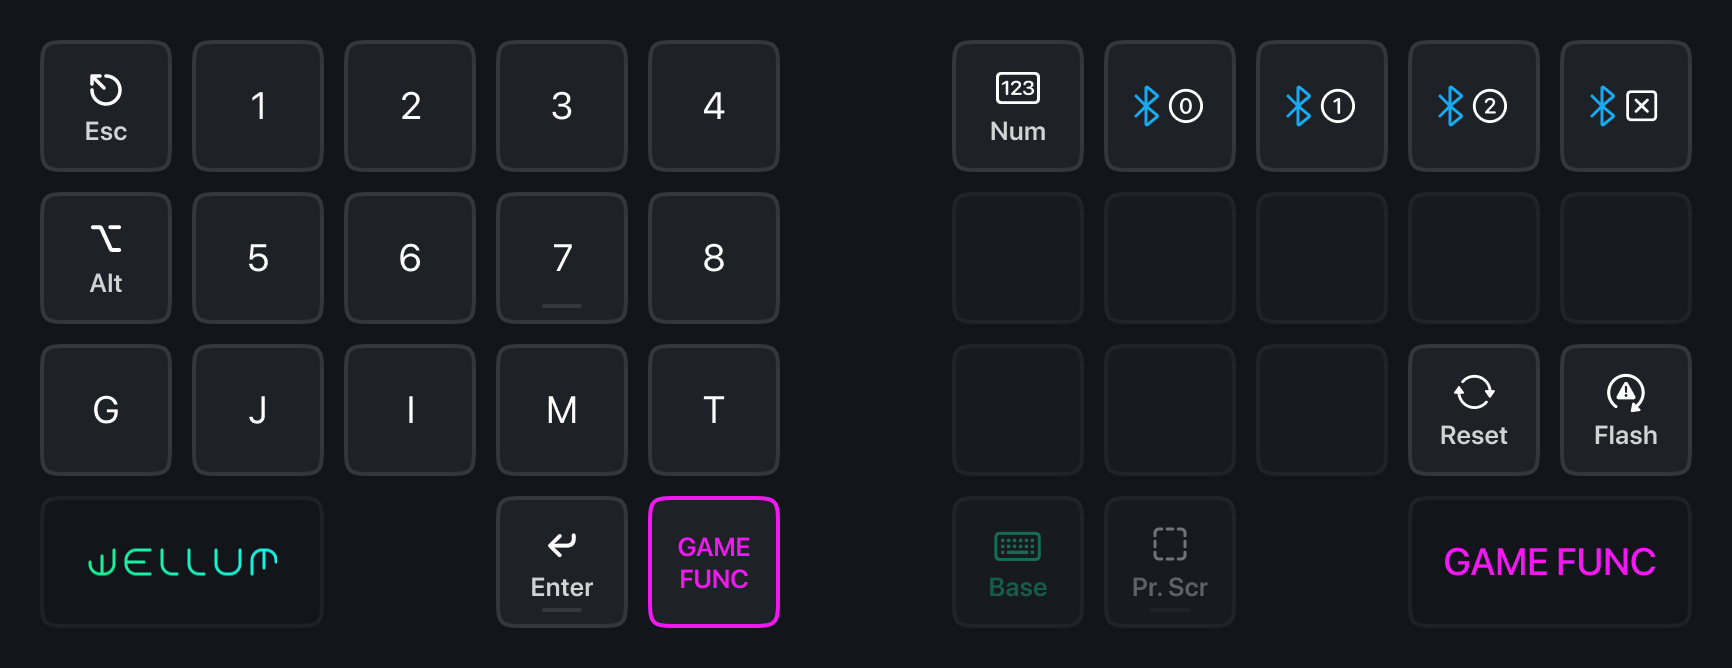 Esc
1
2
3
4
123
Num
0
1
2
Alt
5
6
7
8
G
J
I
M
T
Reset
Flash
WELLUM
Enter
GAME
FUNC
Base
Pr. Scr
GAME FUNC